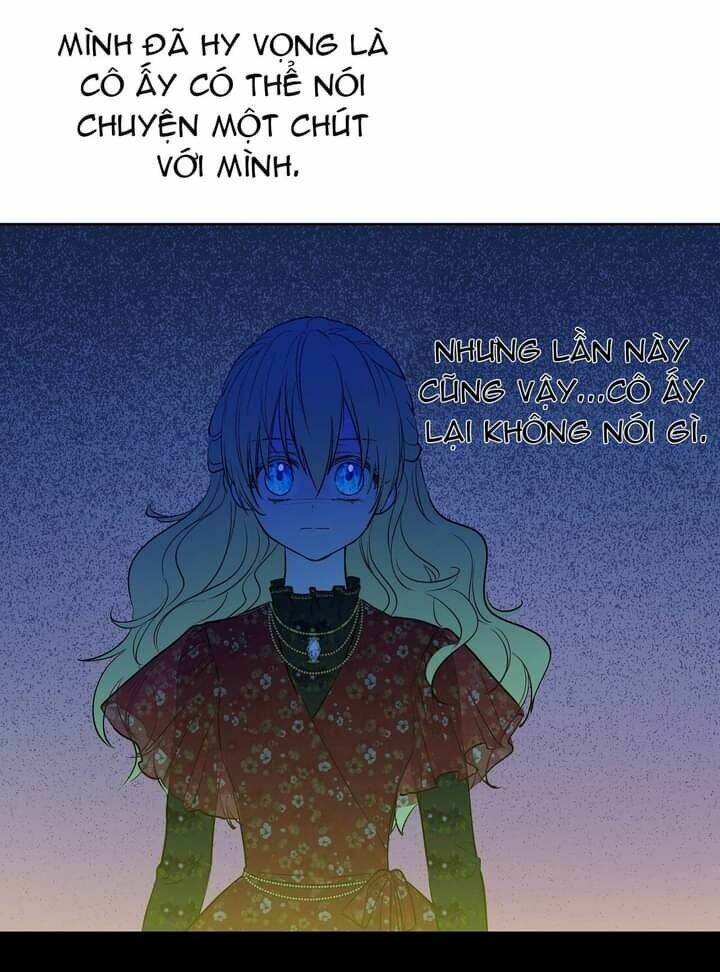 MÌNH ĐÃ HY VỌNG LÀ
CÔ ẤY CÓ THỂ NÓI
CHUYỆN MỘT CHÚT
VỚI MÌNH.
NHƯNG LẦN NÀY
CŨNG VẬY...CÔ ẤY
LẠI KHÔNG NÓI GÌ.